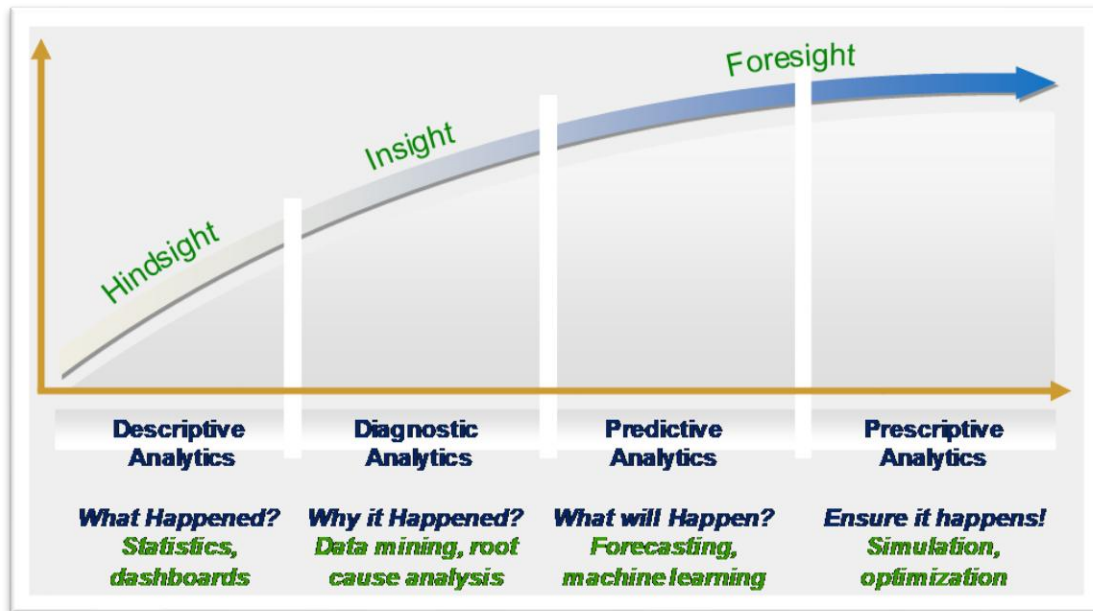 Foresight
Insight
Hindsight
Descriptive
Analytics
Diagnostic
Analytics
Predictive
Analytics
Prescriptive
Analytics
What Happened?
Statistics,
dashboards
Why it Happened?
Data mining, root
cause analysis
What will Happen?
Forecasting,
machine learning
Ensure it happens!
Simulation,
optimization